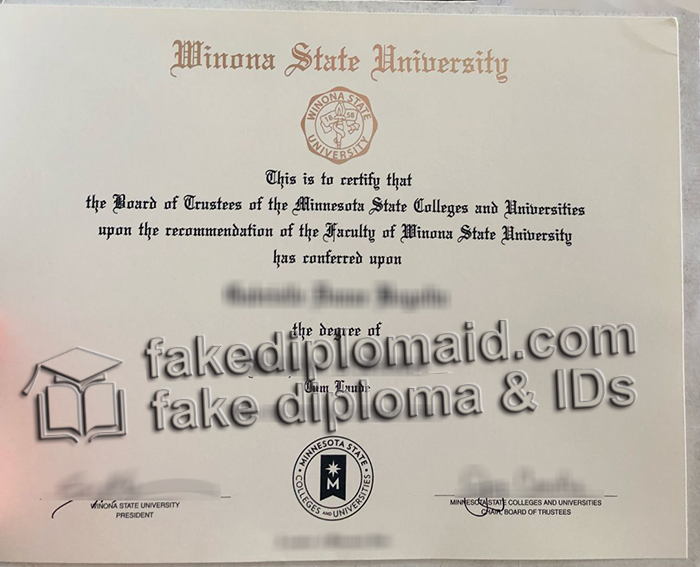 Winona State University
WINONA STATE
1858
UNIVERSITY
This is to certify that
the Board of Trustees of the Minnesota State Colleges and Universities
upon the recommendation of the Faculty of Winona State University
has conferred upon
the degree of
fakediplomaid.com
Cum Laude
fake diploma & IDs
MINNESOTA STATE
M
COLLEGES AND UNIVERSITIES
WINONA STATE UNIVERSITY
PRESIDENT
MINNESOTA STATE COLLEGES AND UNIVERSITIES
CHAIR, BOARD OF TRUSTEES